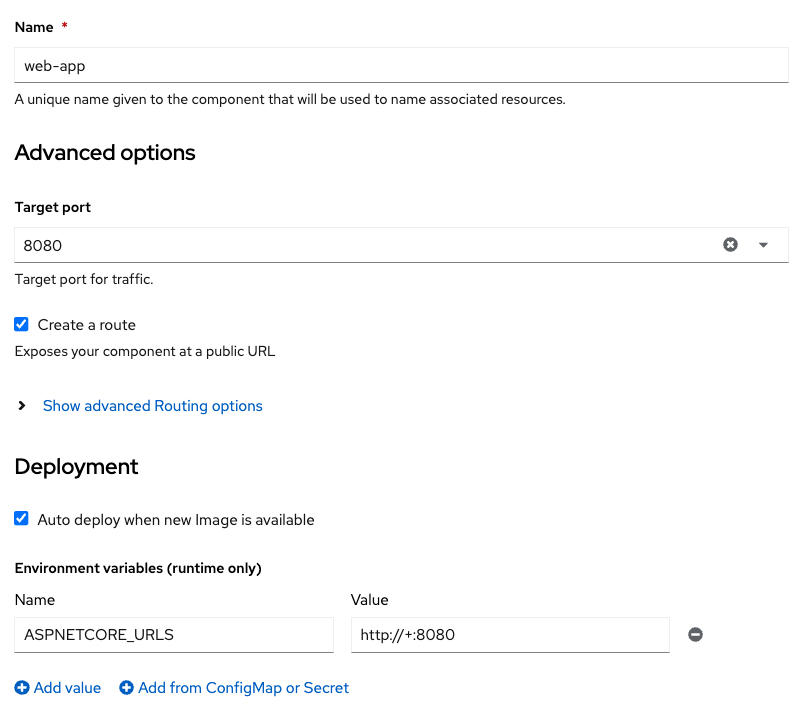 Name *
web-app
A unique name given to the component that will be used to name associated resources.
Advanced options
Target port
8080
Target port for traffic.
Create a route
Exposes your component at a public URL
Show advanced Routing options
Deployment
Auto deploy when new Image is available
Environment variables (runtime only)
Name Value
ASPNETCORE_URLS http://+:8080
Add value Add from ConfigMap or Secret